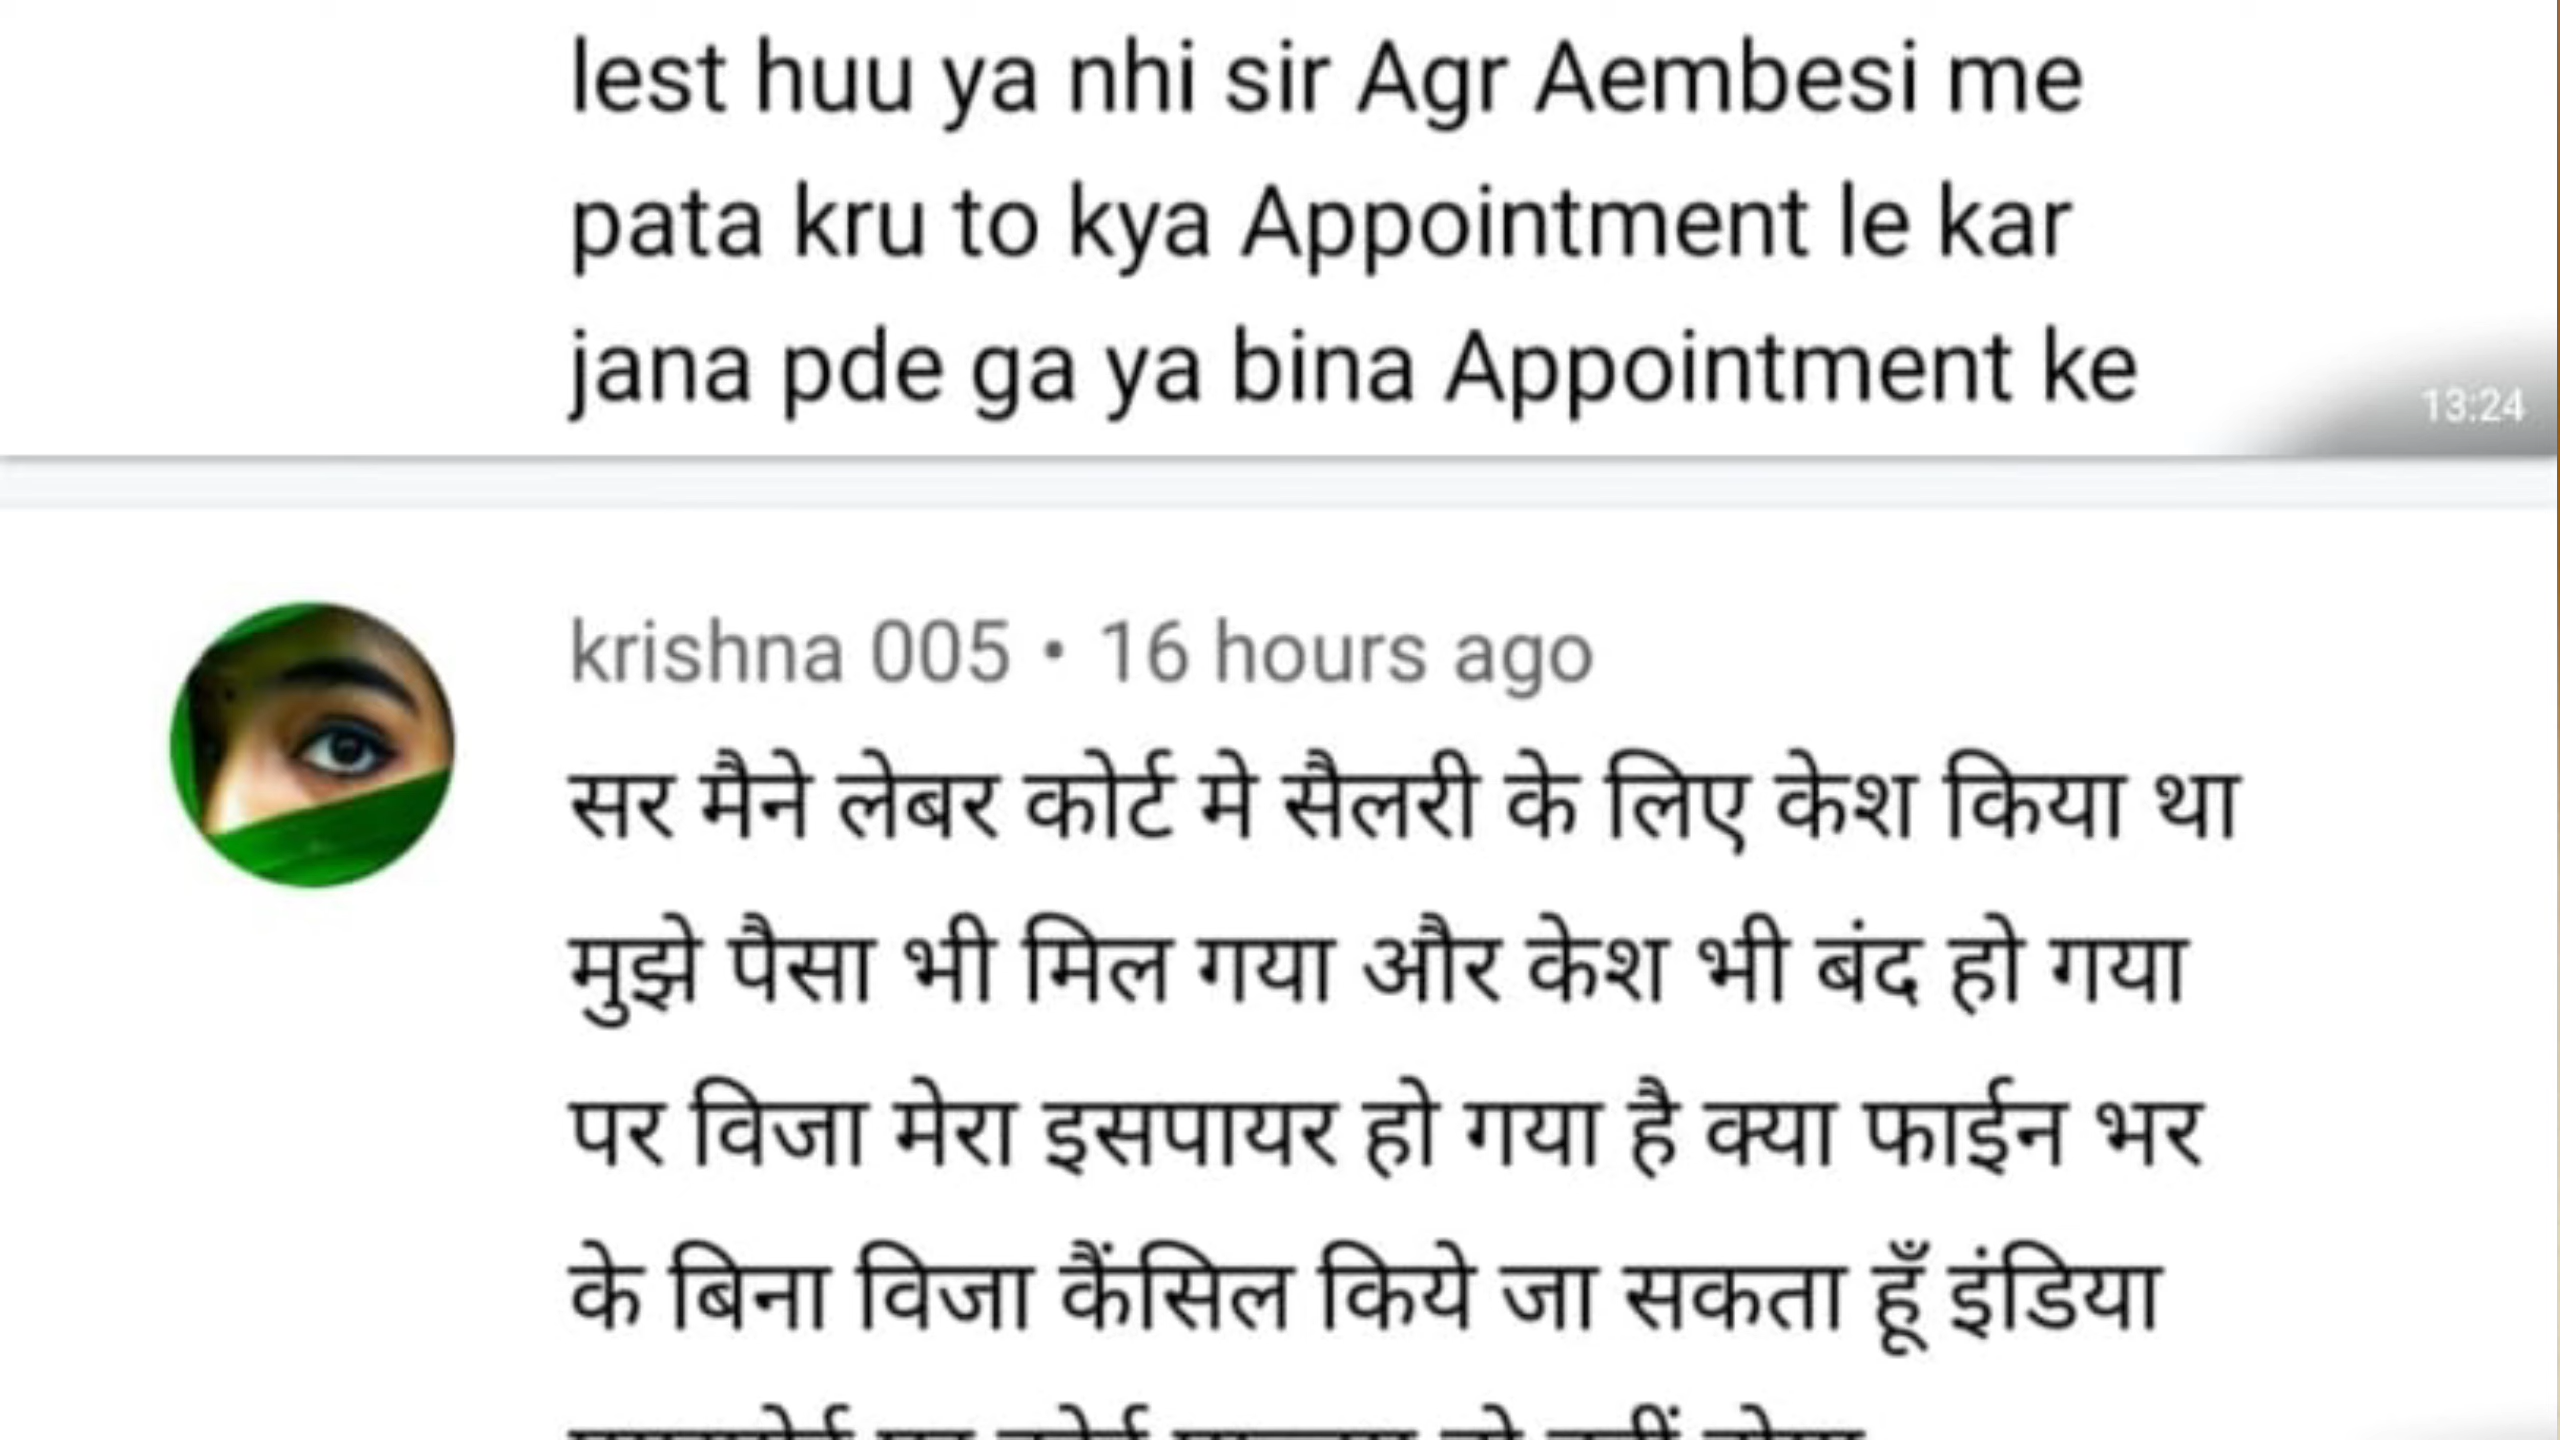 lest huu ya nhi sir Agr Aembesi me
pata kru to kya Appointment le kar
jana pde ga ya bina Appointment ke
13:24
krishna 005 • 16 hours ago
सर मैने लेबर कोर्ट मे सैलरी के लिए केश किया था
मुझे पैसा भी मिल गया और केश भी बंद हो गया
पर विजा मेरा इसपायर हो गया है क्या फाईन भर
के बिना विजा कैंसिल किये जा सकता हूँ इंडिया